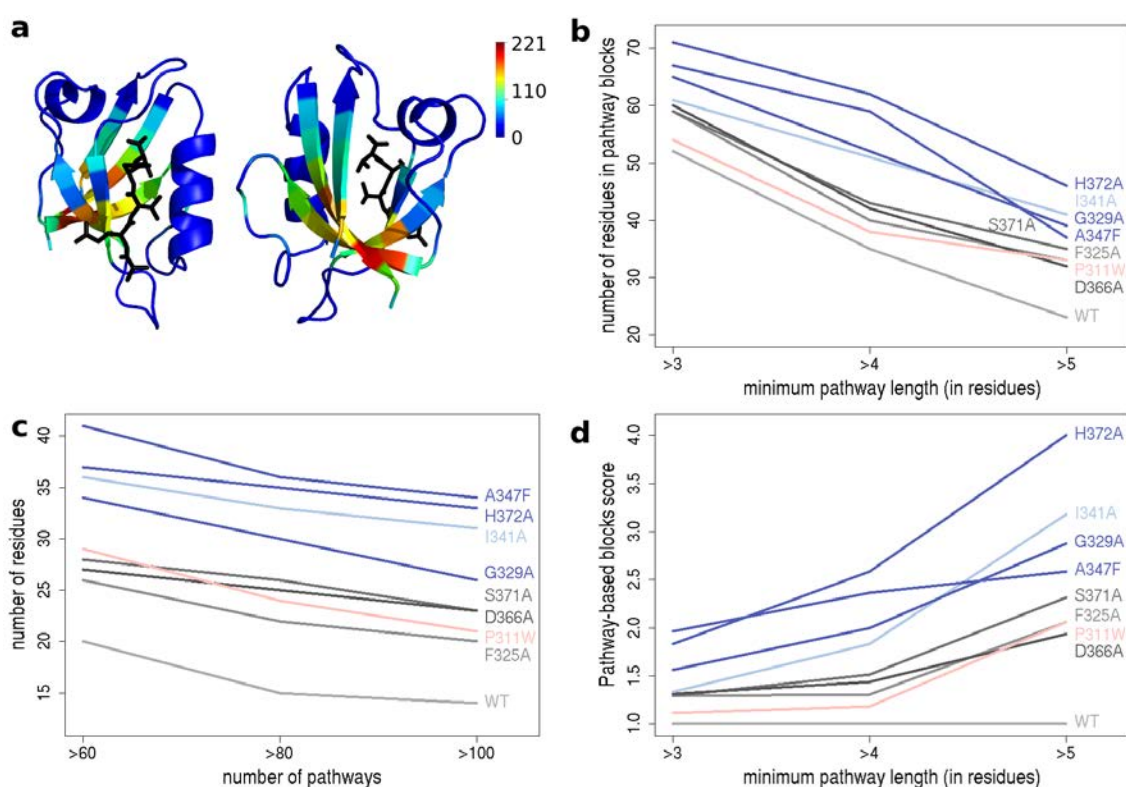 a
221
110
0
b
number of residues in pahtway blocks
70
60
50
40
30
20
H372A
I341A
G329A
S371A
A347F
F325A
P311W
D366A
WT
>3
>4
>5
minimum pathway length (in residues)
c
number of residues
40
35
30
25
20
15
A347F
H372A
I341A
G329A
S371A
D366A
P311W
F325A
WT
>60
>80
>100
number of pathways
d
Pathway-based blocks score
4.0
3.5
3.0
2.5
2.0
1.5
1.0
H372A
I341A
G329A
A347F
S371A
F325A
P311W
D366A
WT
>3
>4
>5
minimum pathway length (in residues)